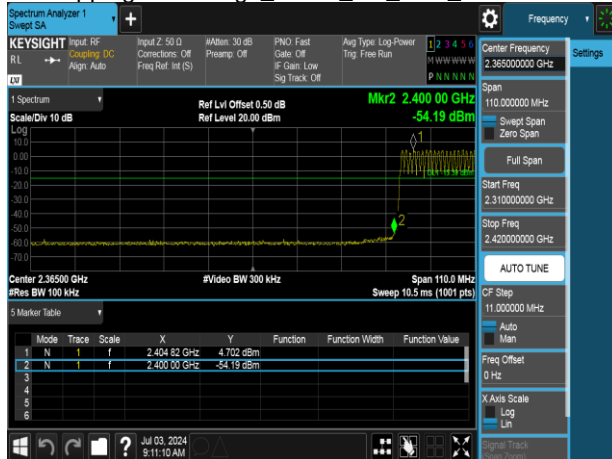 Spectrum Analyzer 1
Swept SA
+
Frequency
KEYSIGHT
RL
LXI
Input: RF
Coupling: DC
Align: Auto
Input Z: 50 Ω
Corrections: Off
Freq Ref: Int (S)
#Atten: 30 dB
Preamp: Off
PNO: Fast
Gate: Off
IF Gain: Low
Sig Track: Off
Avg Type: Log-Power
Trig: Free Run
1 2 3 4 5 6
M W W W W W
P N N N N N
1 Spectrum
Scale/Div 10 dB
Ref Lvl Offset 0.50 dB
Ref Level 20.00 dBm
Mkr2 2.400 00 GHz
-54.19 dBm
Log
10.0
0.00
-10.0
-20.0
-30.0
-40.0
-50.0
-60.0
-70.0
1
2
Center 2.36500 GHz
#Res BW 100 kHz
#Video BW 300 kHz
Span 110.0 MHz
Sweep 10.5 ms (1001 pts)
5 Marker Table
Mode Trace Scale X Y Function Function Width Function Value
1 N 1 f 2.404 82 GHz 4.702 dBm
2 N 1 f 2.400 00 GHz -54.19 dBm
3
4
5
6
Jul 03, 2024
9:11:10 AM
Center Frequency
2.365000000 GHz
Settings
Span
110.000000 MHz
Swept Span
Zero Span
Full Span
Start Freq
2.310000000 GHz
Stop Freq
2.420000000 GHz
AUTO TUNE
CF Step
11.000000 MHz
Auto
Man
Freq Offset
0 Hz
X Axis Scale
Log
Lin
Signal Track
(Span Zoom)